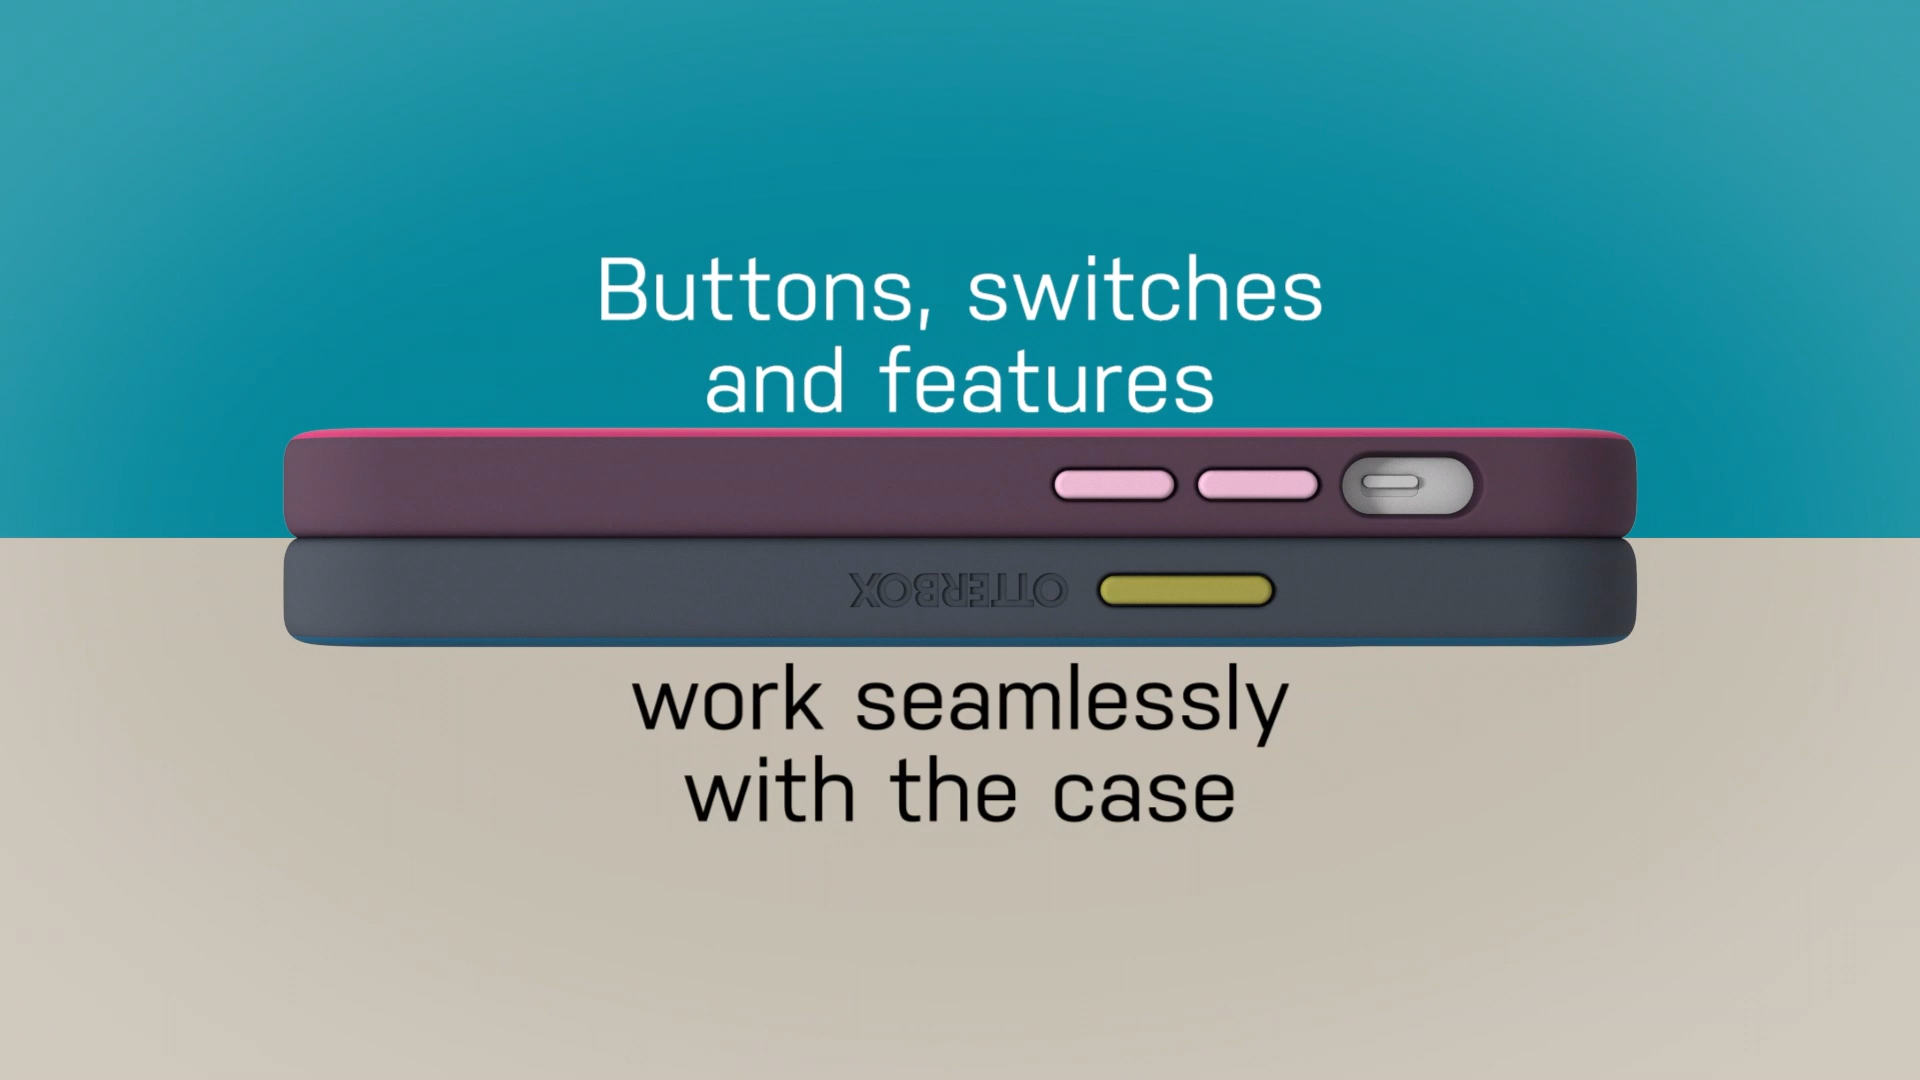 Buttons, switches
and features
OTTERBOX
work seamlessly
with the case